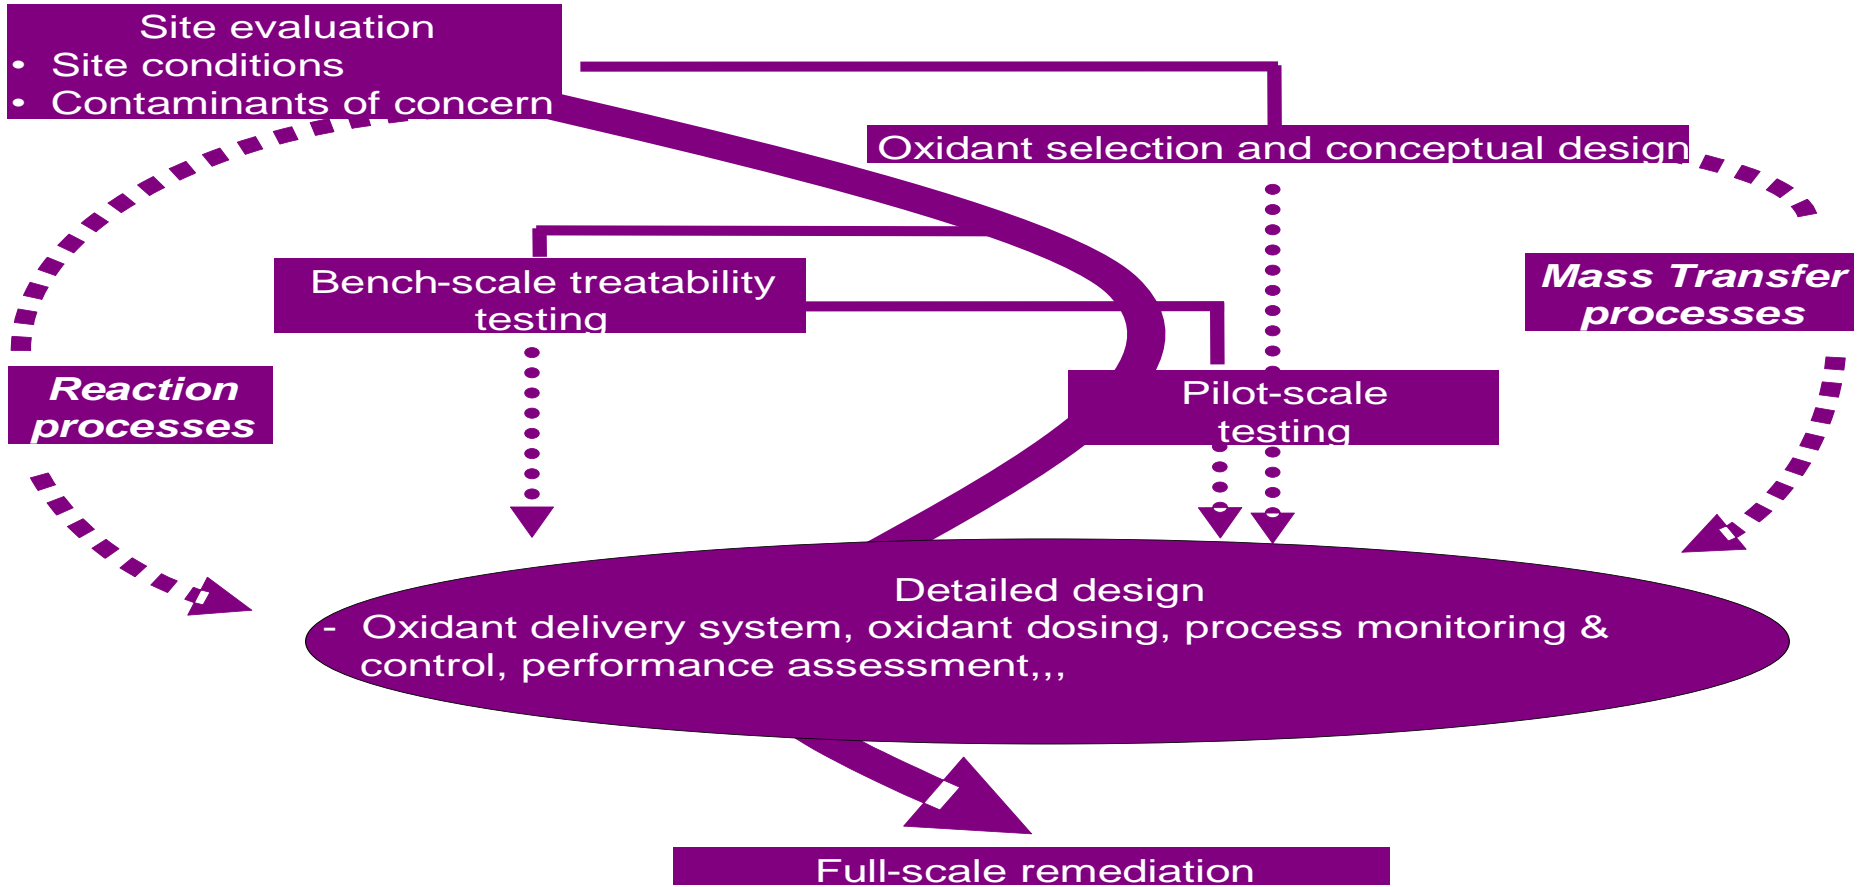 Site evaluation
• Site conditions
• Contaminants of concern
Oxidant selection and conceptual design
Bench-scale treatability
testing
Mass Transfer
processes
Reaction
processes
Pilot-scale
testing
Detailed design
- Oxidant delivery system, oxidant dosing, process monitoring &
control, performance assessment,,,
Full-scale remediation